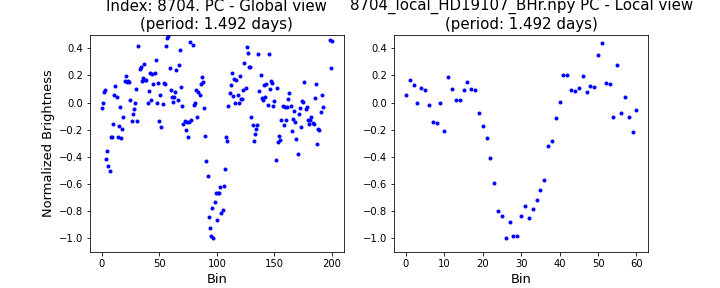 Index: 8704. PC - Global view
(period: 1.492 days)
8704_local_HD19107_BHr.npy PC - Local view
(period: 1.492 days)
Normalized Brightness
0.4
0.2
0.0
−0.2
−0.4
−0.6
−0.8
−1.0
0 50 100 150 200
Bin
0.4
0.2
0.0
−0.2
−0.4
−0.6
−0.8
−1.0
0 10 20 30 40 50 60
Bin